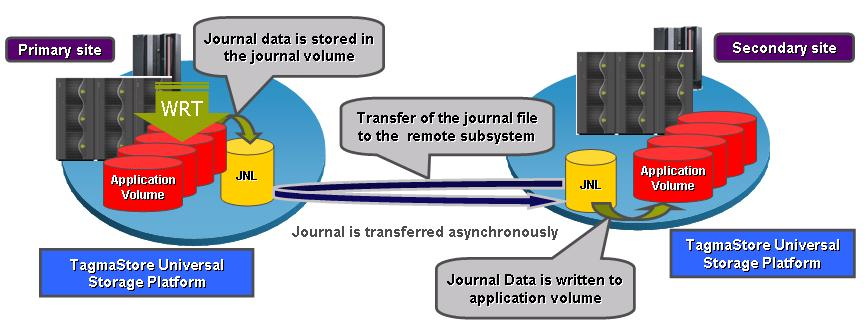 Primary site
Journal data is stored in
the journal volume
Secondary site
WRT
Transfer of the journal file
to the remote subsystem
Application
Volume
JNL
JNL
Application
Volume
Journal is transferred asynchronously
TagmaStore Universal
Storage Platform
Journal Data is written to
application volume
TagmaStore Universal
Storage Platform